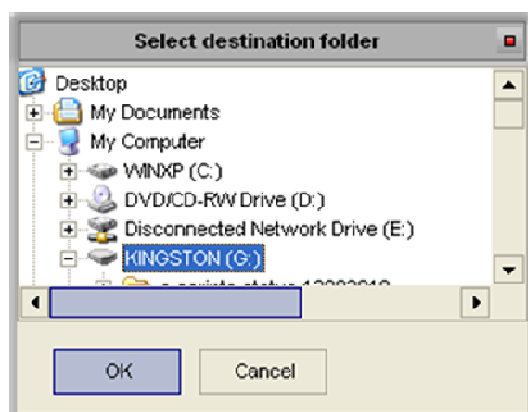 Select destination folder
Desktop
My Documents
My Computer
WINXP (C:)
DVD/CD-RW Drive (D:)
Disconnected Network Drive (E:)
KINGSTON (G:)
OK
Cancel